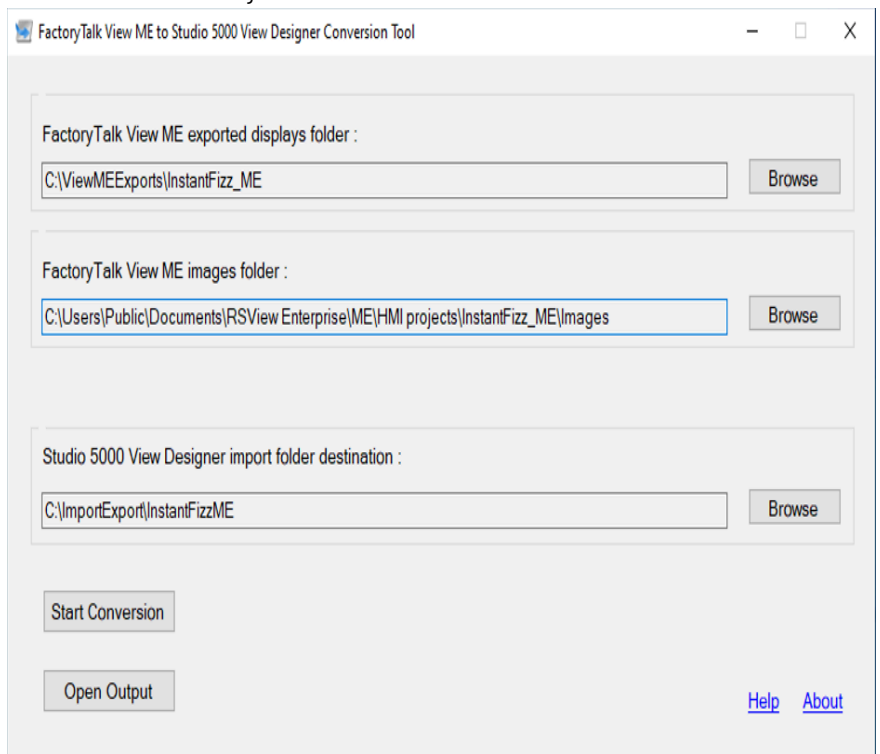 FactoryTalk View ME to Studio 5000 View Designer Conversion Tool
FactoryTalk View ME exported displays folder :
C:\ViewMEExports\InstantFizz_ME
Browse
FactoryTalk View ME images folder :
C:\Users\Public\Documents\RSView Enterprise\ME\HMI projects\InstantFizz_ME\Images
Browse
Studio 5000 View Designer import folder destination :
C:\ImportExport\InstantFizzME
Browse
Start Conversion
Open Output
Help About